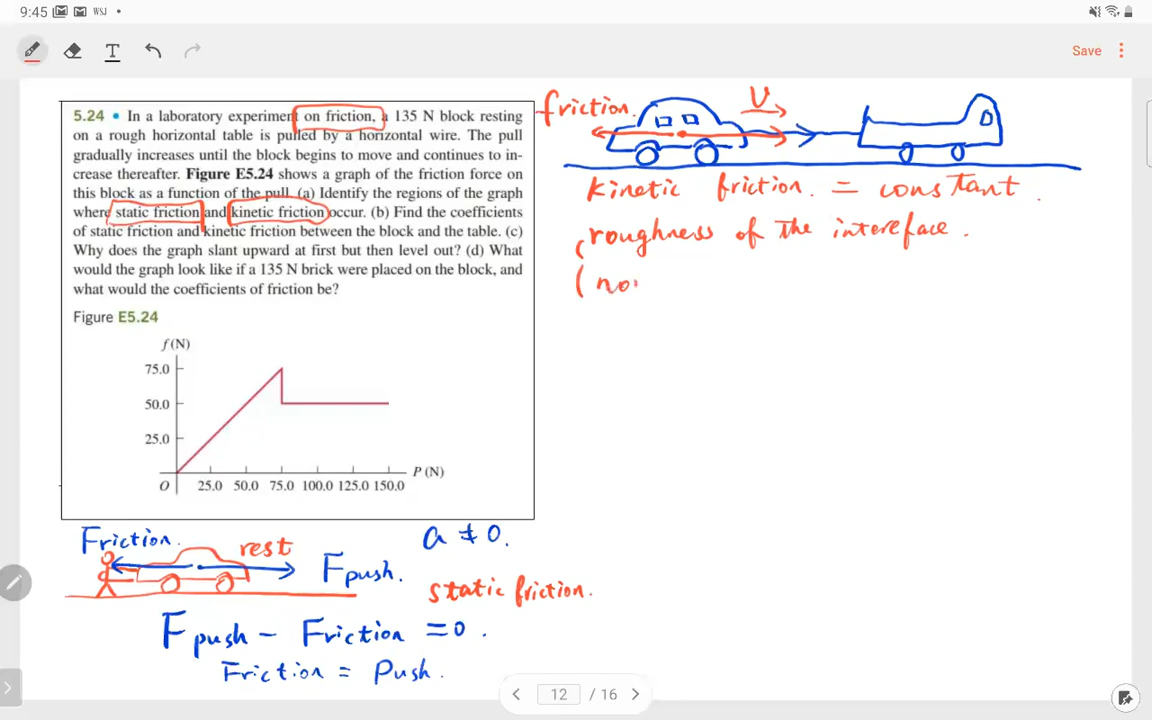 9:45 WSJ
Save
5.24 • In a laboratory experiment on friction, a 135 N block resting
on a rough horizontal table is pulled by a horizontal wire. The pull
gradually increases until the block begins to move and continues to in-
crease thereafter. Figure E5.24 shows a graph of the friction force on
this block as a function of the pull. (a) Identify the regions of the graph
where static friction and kinetic friction occur. (b) Find the coefficients
of static friction and kinetic friction between the block and the table. (c)
Why does the graph slant upward at first but then level out? (d) What
would the graph look like if a 135 N brick were placed on the block, and
what would the coefficients of friction be?
Figure E5.24
f (N)
75.0
50.0
25.0
O 25.0 50.0 75.0 100.0 125.0 150.0
P (N)
friction.
V
Kinetic friction. = constant.
(roughness of the intereface.
(no
Friction.
rest
Fpush.
a ≠ 0.
static friction.
Fpush - Friction = 0.
Friction = Push.
12 / 16